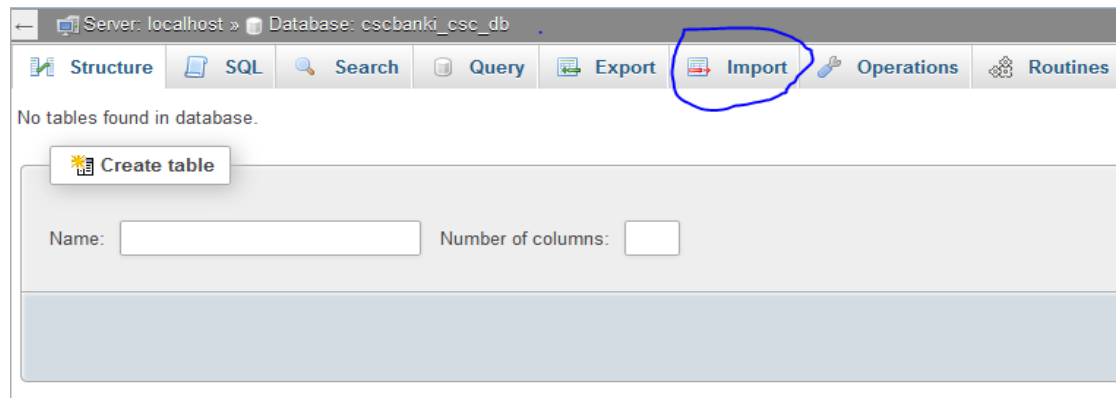 Server: localhost » Database: cscbanki_csc_db
Structure SQL Search Query Export Import Operations Routines
No tables found in database.
Create table
Name: Number of columns: